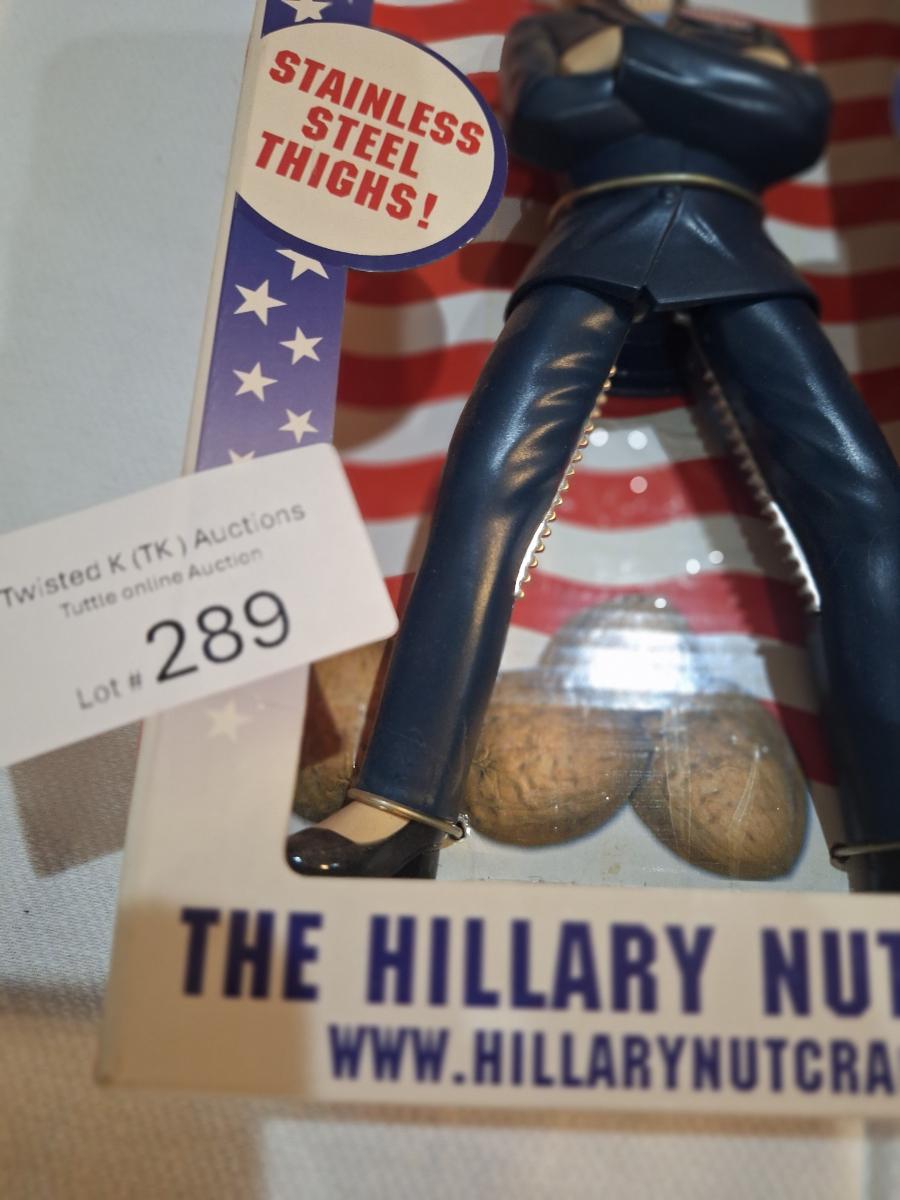 STAINLESS
STEEL
THIGHS!
Twisted K (TK ) Auctions
Tuttle online Auction
Lot # 289
THE HILLARY NUT
WWW.HILLARYNUTCRA